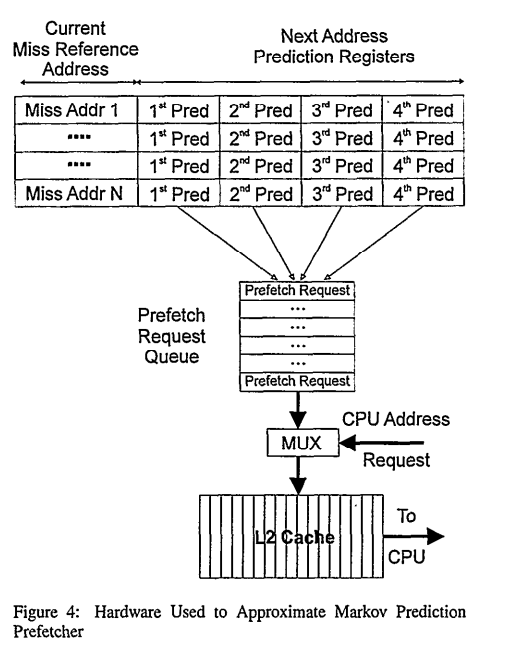 Current
Miss Reference
Address
Next Address
Prediction Registers
Miss Addr 1 1st Pred 2nd Pred 3rd Pred 4th Pred
.... 1st Pred 2nd Pred 3rd Pred 4th Pred
.... 1st Pred 2nd Pred 3rd Pred 4th Pred
Miss Addr N 1st Pred 2nd Pred 3rd Pred 4th Pred
Prefetch
Request
Queue
Prefetch Request
...
...
...
...
Prefetch Request
CPU Address
Request
MUX
L2 Cache
To
CPU
Figure 4: Hardware Used to Approximate Markov Prediction
Prefetcher